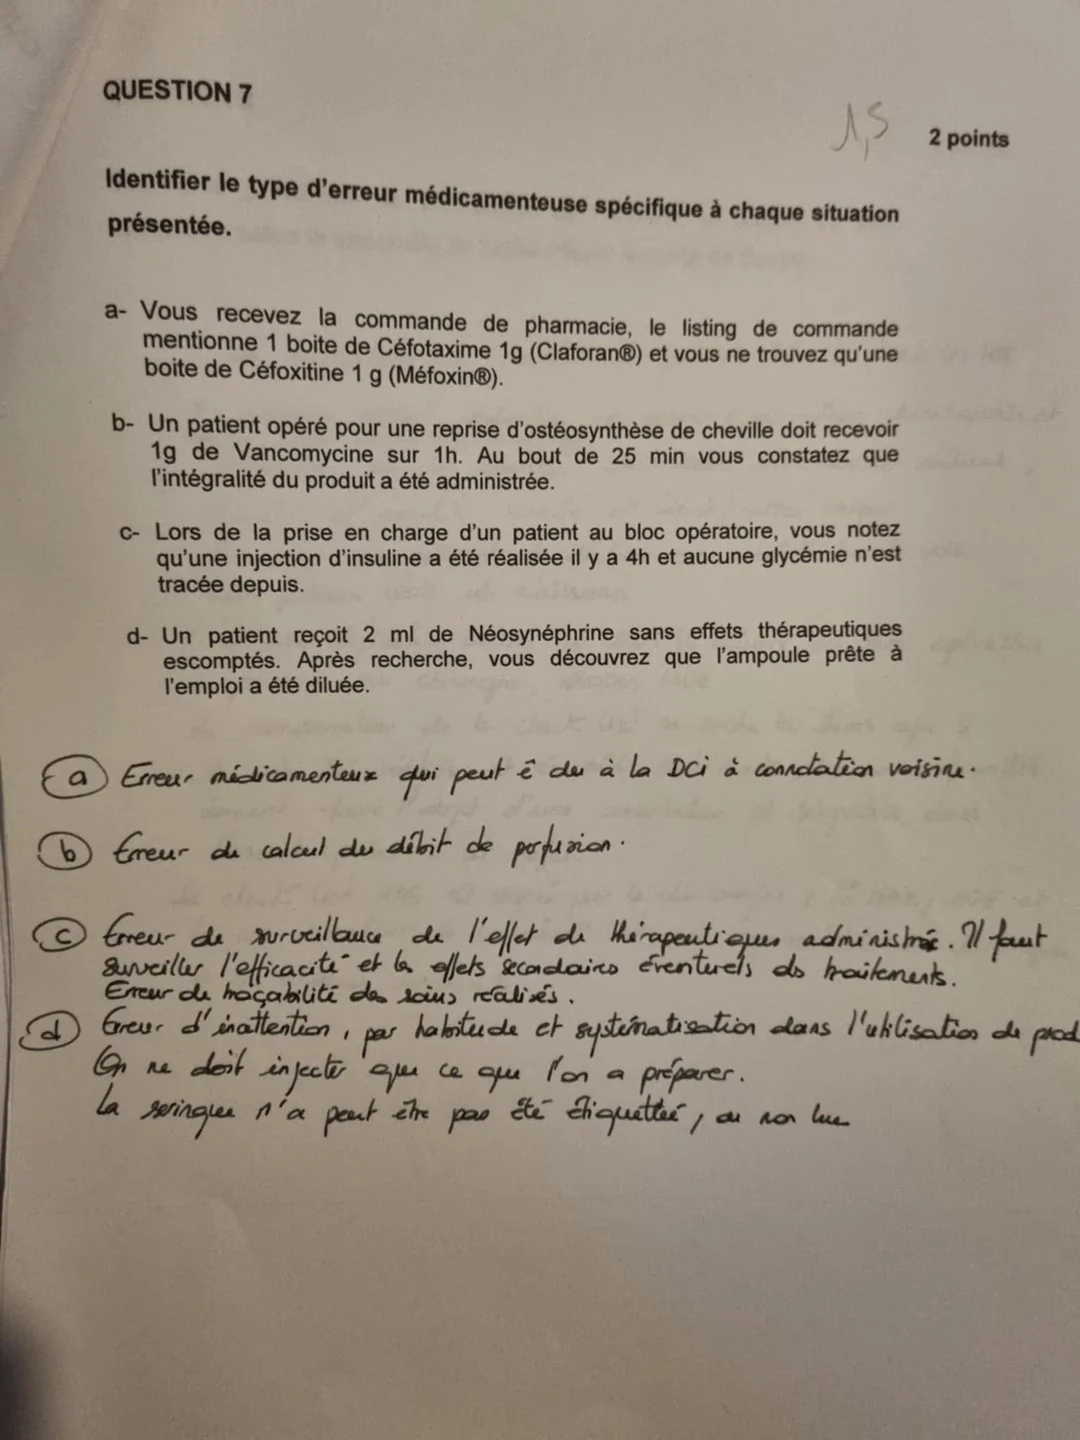 QUESTION 7
1,5
2 points
Identifier le type d'erreur médicamenteuse spécifique à chaque situation
présentée.
a- Vous recevez la commande de pharmacie, le listing de commande
mentionne 1 boite de Céfotaxime 1g (Claforan®) et vous ne trouvez qu'une
boite de Céfoxitine 1 g (Méfoxin®).
b- Un patient opéré pour une reprise d'ostéosynthèse de cheville doit recevoir
1g de Vancomycine sur 1h. Au bout de 25 min vous constatez que
l'intégralité du produit a été administrée.
c- Lors de la prise en charge d'un patient au bloc opératoire, vous notez
qu'une injection d'insuline a été réalisée il y a 4h et aucune glycémie n'est
tracée depuis.
d- Un patient reçoit 2 ml de Néosynéphrine sans effets thérapeutiques
escomptés. Après recherche, vous découvrez que l'ampoule prête à
l'emploi a été diluée.
a Erreur médicamenteux qui peut ê du à la DCi à connotation voisine.
b Erreur de calcul du débit de perfusion.
c Erreur de surveillance de l'effet de thérapeutiques administrée. Il faut
surveiller l'efficacité et les effets secondaires éventuels des traitements.
Erreur de traçabilité des soins réalisés.
d Erreur d'inattention, par habitude et systématisation dans l'utilisation de prod
On ne doit injecter que ce que l'on a préparer.
La seringue n'a peut être pas été étiquettée, ou non lue